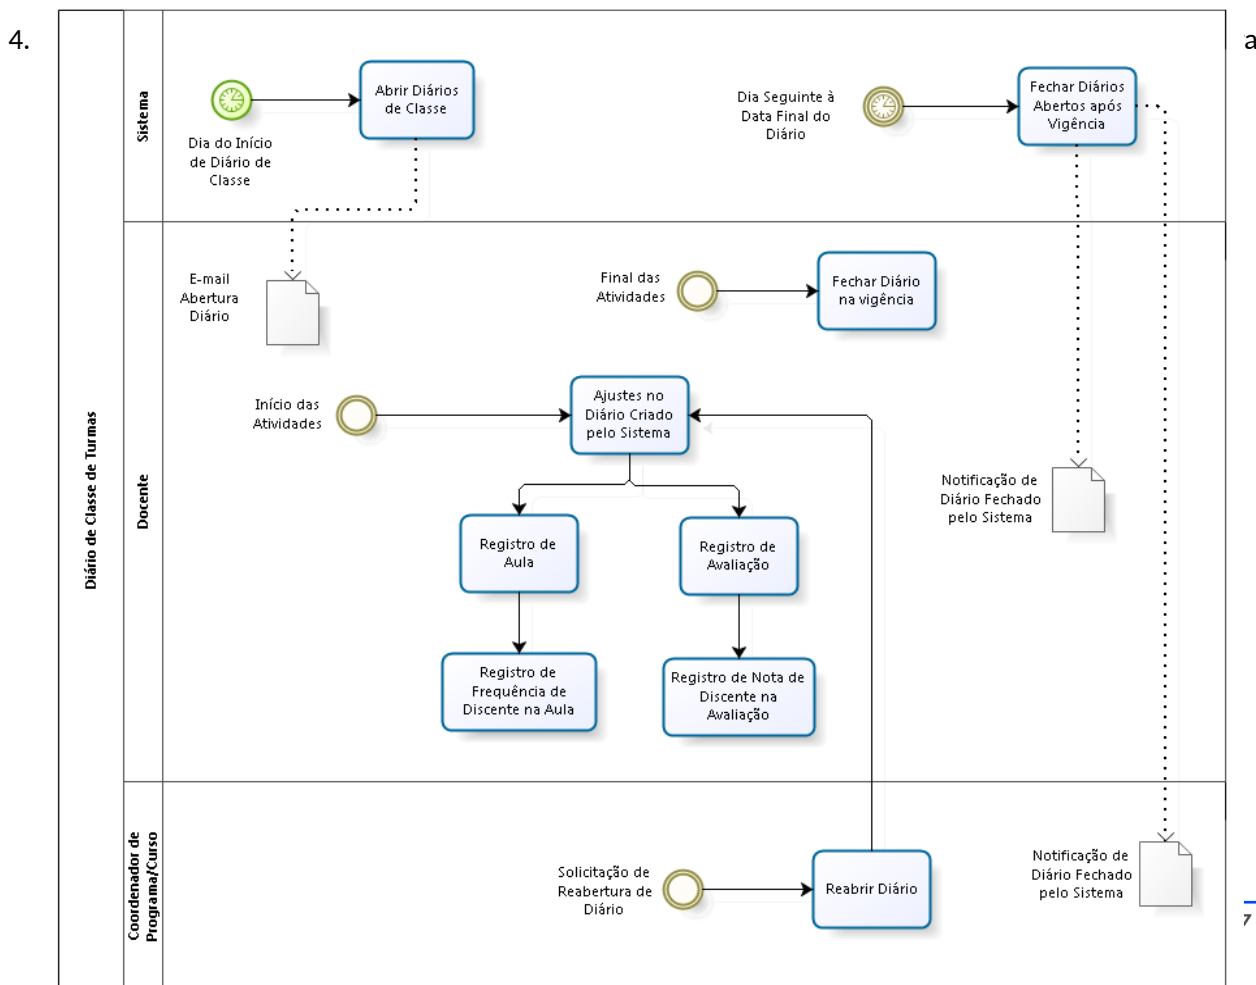 4.
a
Diário de Classe de Turmas
Sistema
Dia do Início
de Diário de
Classe
Abrir Diários
de Classe
Dia Seguinte à
Data Final do
Diário
Fechar Diários
Abertos após
Vigência
Docente
E-mail
Abertura
Diário
Final das
Atividades
Fechar Diário
na vigência
Início das
Atividades
Ajustes no
Diário Criado
pelo Sistema
Registro de
Aula
Registro de
Avaliação
Notificação de
Diário Fechado
pelo Sistema
Registro de
Frequência de
Discente na Aula
Registro de Nota de
Discente na
Avaliação
Coordenador de
Programa/Curso
Solicitação de
Reabertura de
Diário
Reabrir Diário
Notificação de
Diário Fechado
pelo Sistema
7